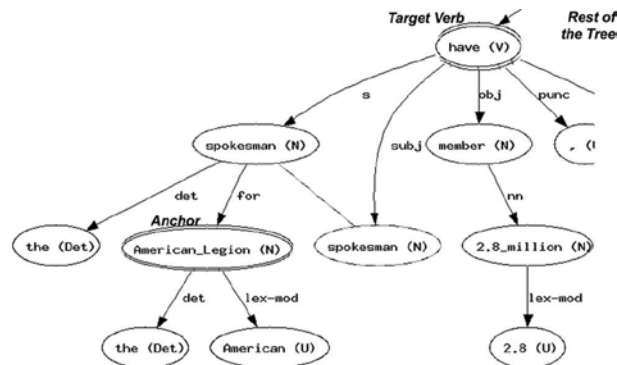 Target Verb
Rest of
the Tree
have (V)
s
subj
obj
punc
spokesman (N)
member (N)
, (U
det
for
nn
Anchor
the (Det)
American_Legion (N)
spokesman (N)
2.8_million (N)
det
lex-mod
lex-mod
the (Det)
American (U)
2.8 (U)